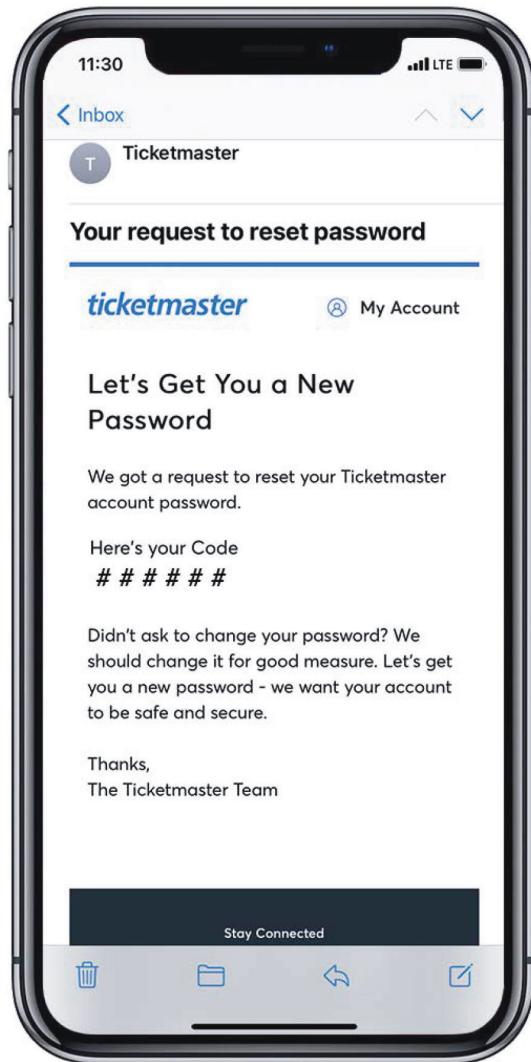 11:30
LTE
Inbox
T
Ticketmaster
Your request to reset password
ticketmaster
My Account
Let's Get You a New
Password
We got a request to reset your Ticketmaster
account password.
Here's your Code
# # # # # #
Didn't ask to change your password? We
should change it for good measure. Let's get
you a new password - we want your account
to be safe and secure.
Thanks,
The Ticketmaster Team
Stay Connected